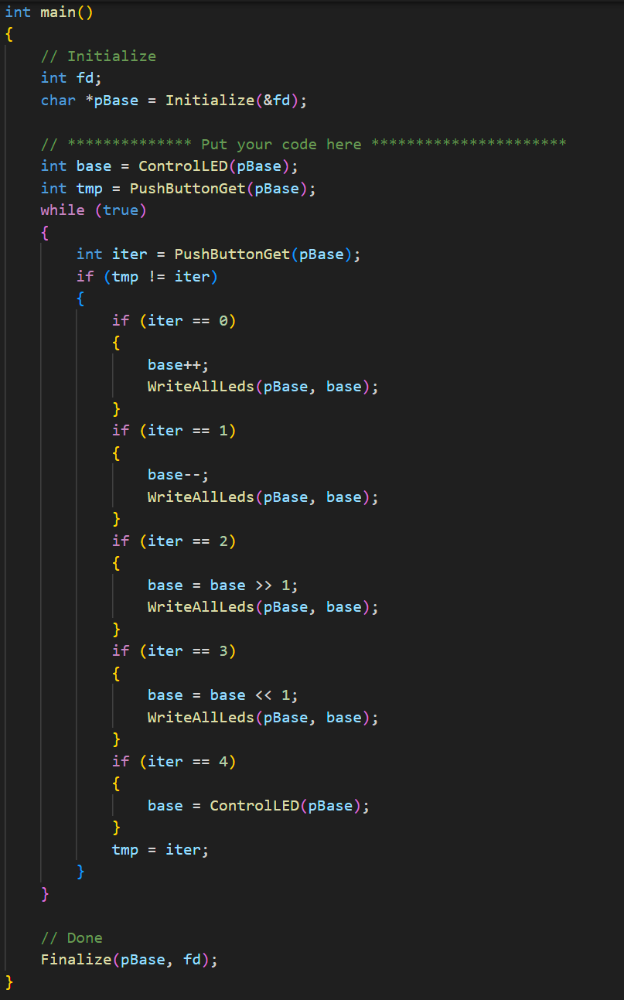 int main()
{
    // Initialize
    int fd;
    char *pBase = Initialize(&fd);

    // ************** Put your code here **********************
    int base = ControlLED(pBase);
    int tmp = PushButtonGet(pBase);
    while (true)
    {
        int iter = PushButtonGet(pBase);
        if (tmp != iter)
        {
            if (iter == 0)
            {
                base++;
                WriteAllLeds(pBase, base);
            }
            if (iter == 1)
            {
                base--;
                WriteAllLeds(pBase, base);
            }
            if (iter == 2)
            {
                base = base >> 1;
                WriteAllLeds(pBase, base);
            }
            if (iter == 3)
            {
                base = base << 1;
                WriteAllLeds(pBase, base);
            }
            if (iter == 4)
            {
                base = ControlLED(pBase);
            }
            tmp = iter;
        }
    }

    // Done
    Finalize(pBase, fd);
}